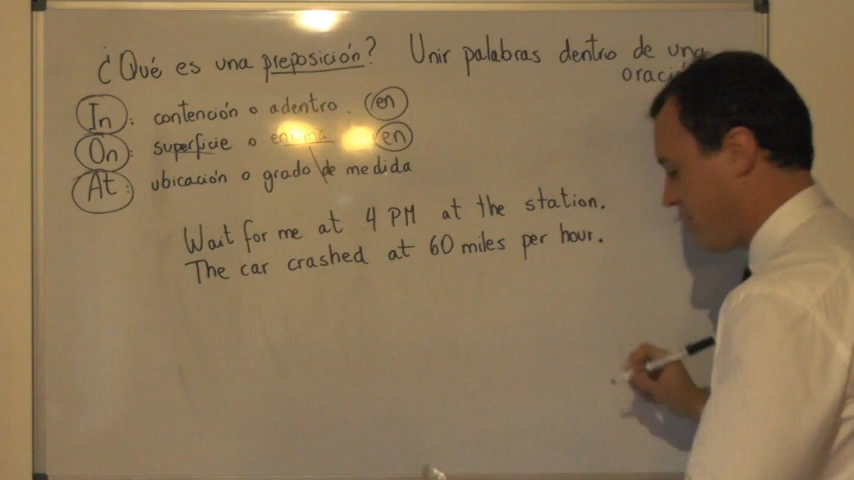 ¿Qué es una preposición? Unir palabras dentro de una
oración
In: contención o adentro. (en)
On: superficie o encima (en)
At: ubicación o grado de medida
Wait for me at 4 PM at the station.
The car crashed at 60 miles per hour.